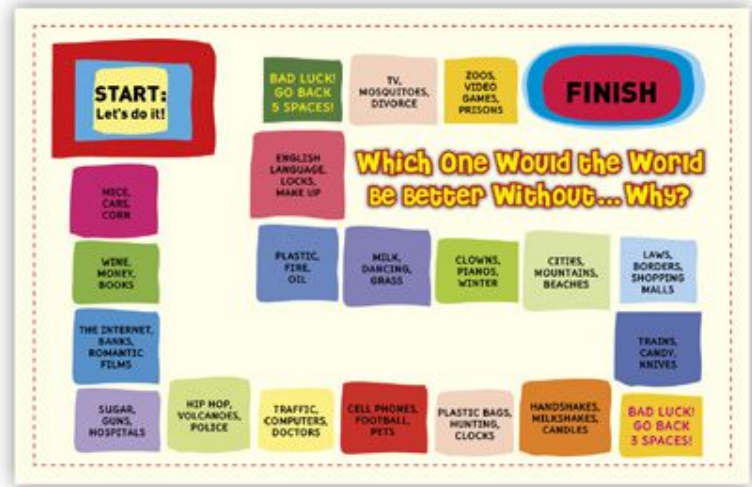 START:
Let's do it!
MICE,
CARS,
CORN
WINE,
MONEY,
BOOKS
THE INTERNET,
BANKS,
ROMANTIC
FILMS
SUGAR,
GUNS,
HOSPITALS
HIP HOP,
VOLCANOES,
POLICE
TRAFFIC,
COMPUTERS,
DOCTORS
CELL PHONES,
FOOTBALL,
PETS
PLASTIC BAGS,
HUNTING,
CLOCKS
HANDSHAKES,
MILKSHAKES,
CANDLES
BAD LUCK!
GO BACK
3 SPACES!
TRAINS,
CANDY,
KNIVES
LAWS,
BORDERS,
SHOPPING
MALLS
CITIES,
MOUNTAINS,
BEACHES
CLOWNS,
PIANOS,
WINTER
MILK,
DANCING,
GRASS
PLASTIC,
FIRE,
OIL
ENGLISH
LANGUAGE,
LOCKS,
MAKE UP
BAD LUCK!
GO BACK
5 SPACES!
TV,
MOSQUITOES,
DIVORCE
ZOOS,
VIDEO
GAMES,
PRISONS
FINISH
Which One Would the World
Be Better Without... Why?